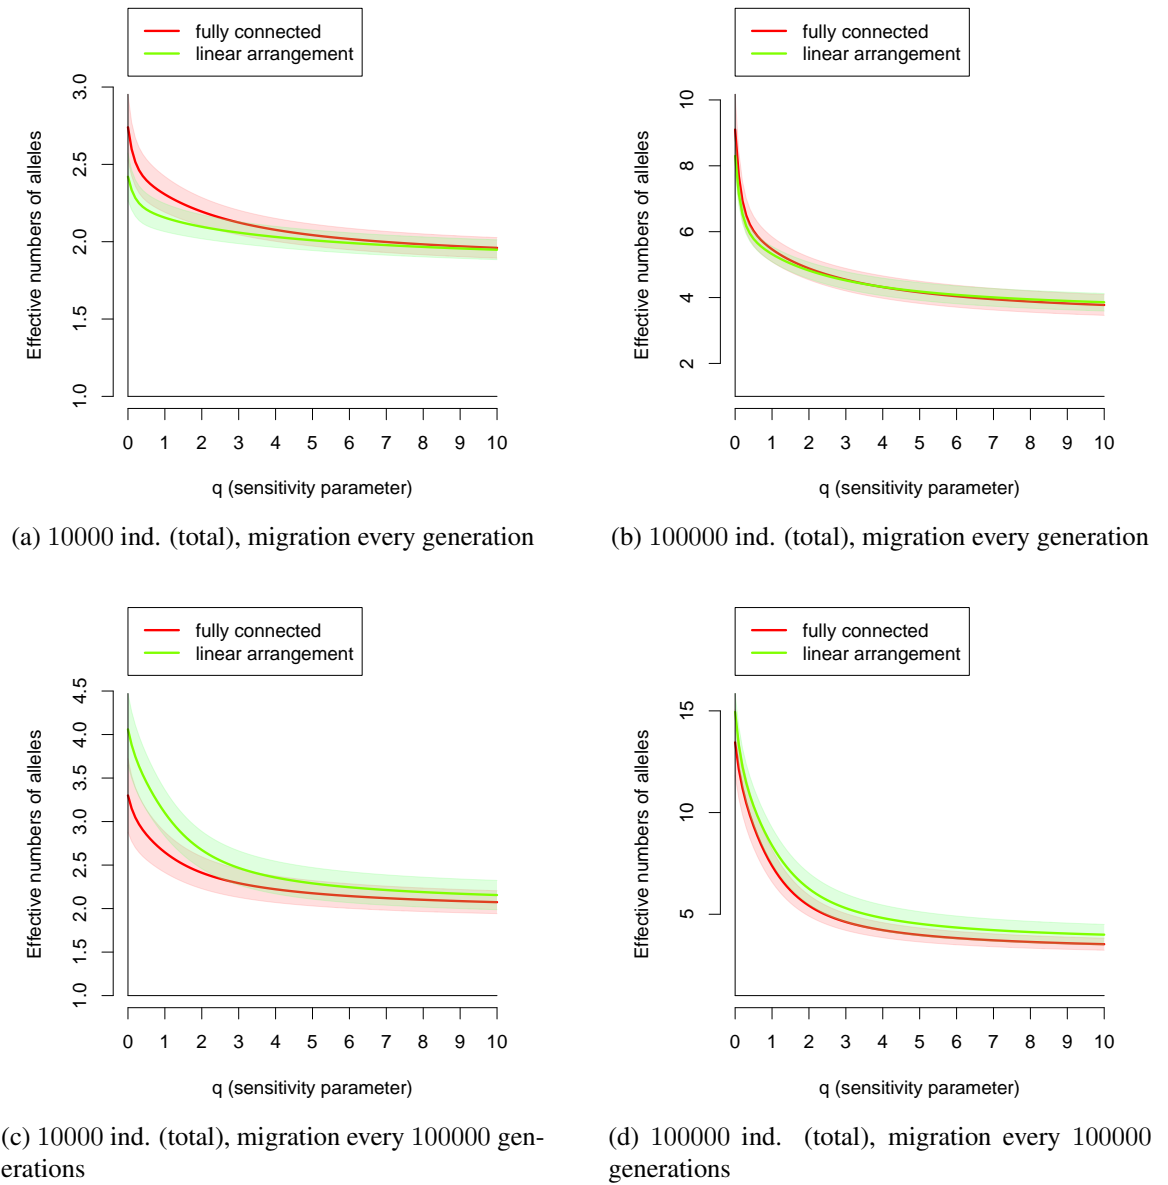 fully connected
linear arrangement
Effective numbers of alleles
3.0
2.5
2.0
1.5
1.0
0 1 2 3 4 5 6 7 8 9 10
q (sensitivity parameter)
(a) 10000 ind. (total), migration every generation
fully connected
linear arrangement
Effective numbers of alleles
10
8
6
4
2
0 1 2 3 4 5 6 7 8 9 10
q (sensitivity parameter)
(b) 100000 ind. (total), migration every generation
fully connected
linear arrangement
Effective numbers of alleles
4.5
4.0
3.5
3.0
2.5
2.0
1.5
1.0
0 1 2 3 4 5 6 7 8 9 10
q (sensitivity parameter)
(c) 10000 ind. (total), migration every 100000 gen-
erations
fully connected
linear arrangement
Effective numbers of alleles
15
10
5
0 1 2 3 4 5 6 7 8 9 10
q (sensitivity parameter)
(d) 100000 ind. (total), migration every 100000
generations